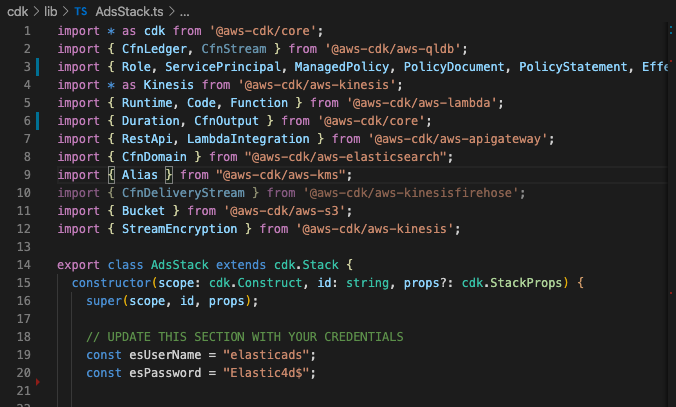 cdk > lib > TS AdsStack.ts > ...
1 import * as cdk from '@aws-cdk/core';
2 import { CfnLedger, CfnStream } from '@aws-cdk/aws-qldb';
3 import { Role, ServicePrincipal, ManagedPolicy, PolicyDocument, PolicyStatement, Effe
4 import * as Kinesis from '@aws-cdk/aws-kinesis';
5 import { Runtime, Code, Function } from '@aws-cdk/aws-lambda';
6 import { Duration, CfnOutput } from '@aws-cdk/core';
7 import { RestApi, LambdaIntegration } from '@aws-cdk/aws-apigateway';
8 import { CfnDomain } from "@aws-cdk/aws-elasticsearch";
9 import { Alias } from "@aws-cdk/aws-kms";
10 import { CfnDeliveryStream } from '@aws-cdk/aws-kinesisfirehose';
11 import { Bucket } from '@aws-cdk/aws-s3';
12 import { StreamEncryption } from '@aws-cdk/aws-kinesis';
13
14 export class AdsStack extends cdk.Stack {
15 constructor(scope: cdk.Construct, id: string, props?: cdk.StackProps) {
16 super(scope, id, props);
17
18 // UPDATE THIS SECTION WITH YOUR CREDENTIALS
19 const esUserName = "elasticads";
20 const esPassword = "Elastic4d$";
21
22